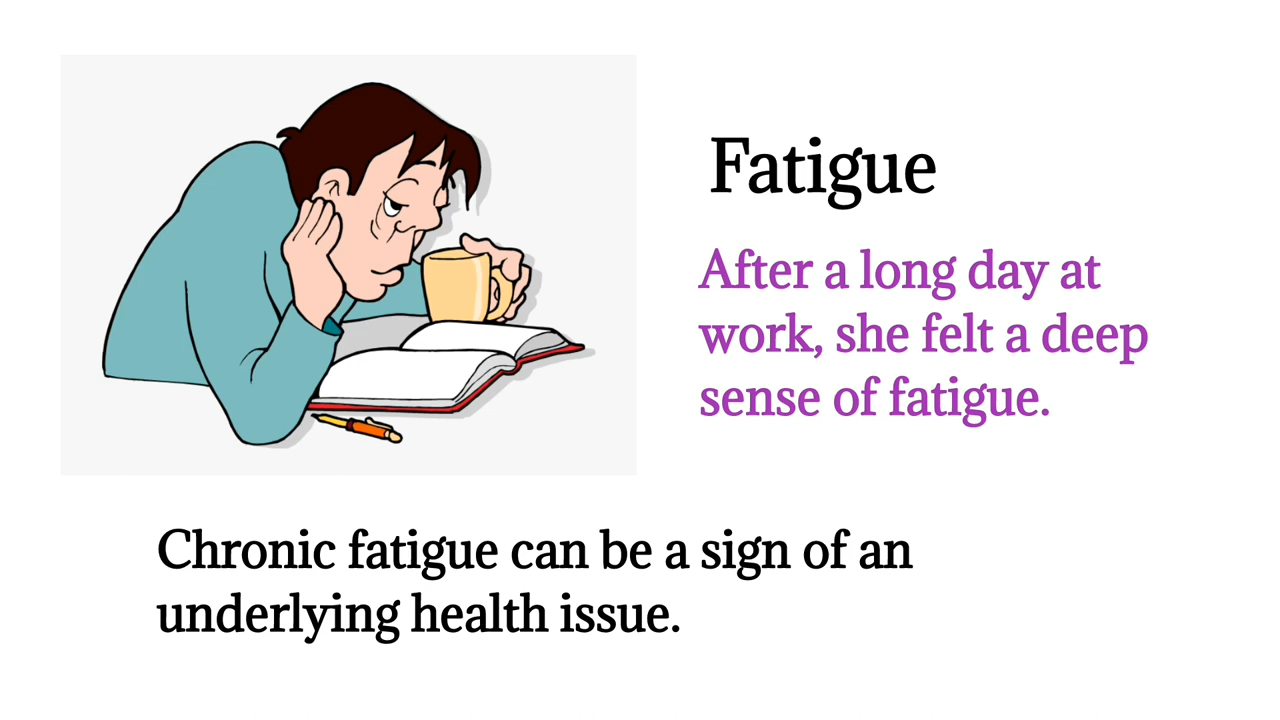 Fatigue
After a long day at
work, she felt a deep
sense of fatigue.
Chronic fatigue can be a sign of an
underlying health issue.